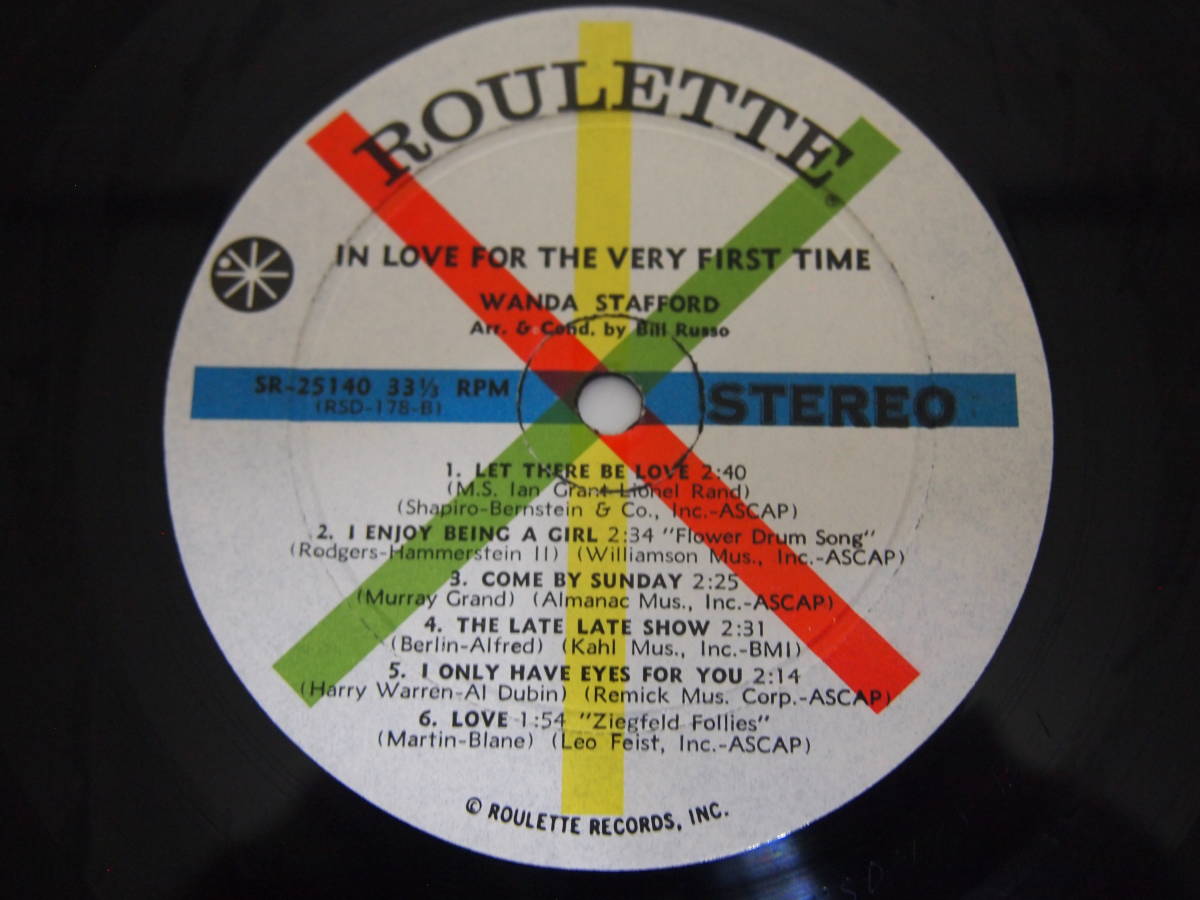 ROULETTE®
IN LOVE FOR THE VERY FIRST TIME
WANDA STAFFORD
Arr. & Cond. by Bill Russo
SR-25140 33⅓ RPM
(RSD-178-B)
STEREO
1. LET THERE BE LOVE 2:40
(M.S. Ian Grant-Lionel Rand)
(Shapiro-Bernstein & Co., Inc.-ASCAP)
2. I ENJOY BEING A GIRL 2:34 "Flower Drum Song"
(Rodgers-Hammerstein II) (Williamson Mus., Inc.-ASCAP)
3. COME BY SUNDAY 2:25
(Murray Grand) (Almanac Mus., Inc.-ASCAP)
4. THE LATE LATE SHOW 2:31
(Berlin-Alfred) (Kahl Mus., Inc.-BMI)
5. I ONLY HAVE EYES FOR YOU 2:14
(Harry Warren-Al Dubin) (Remick Mus. Corp.-ASCAP)
6. LOVE 1:54 "Ziegfeld Follies"
(Martin-Blane) (Leo Feist, Inc.-ASCAP)
© ROULETTE RECORDS, INC.